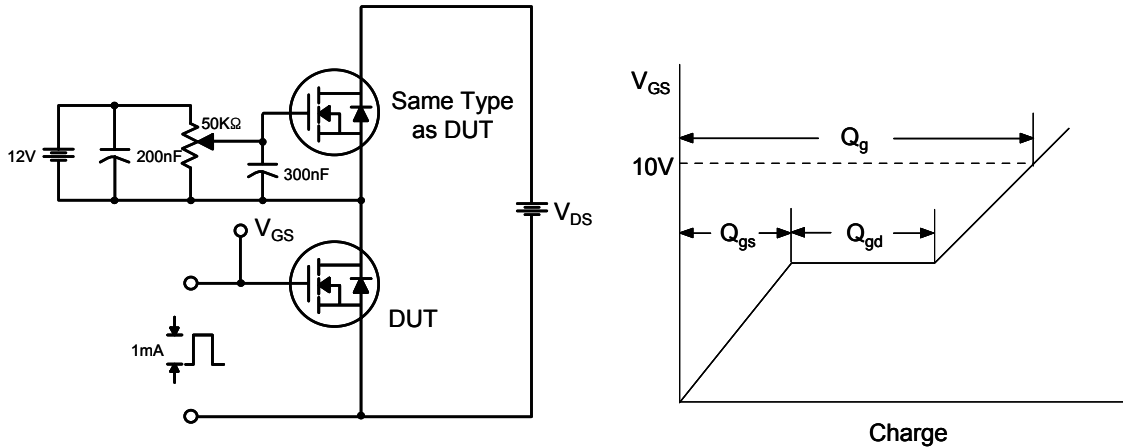 Same Type
as DUT
50KΩ
12V
200nF
300nF
V_GS
V_DS
DUT
1mA
V_GS
Q_g
10V
Q_gs
Q_gd
Charge